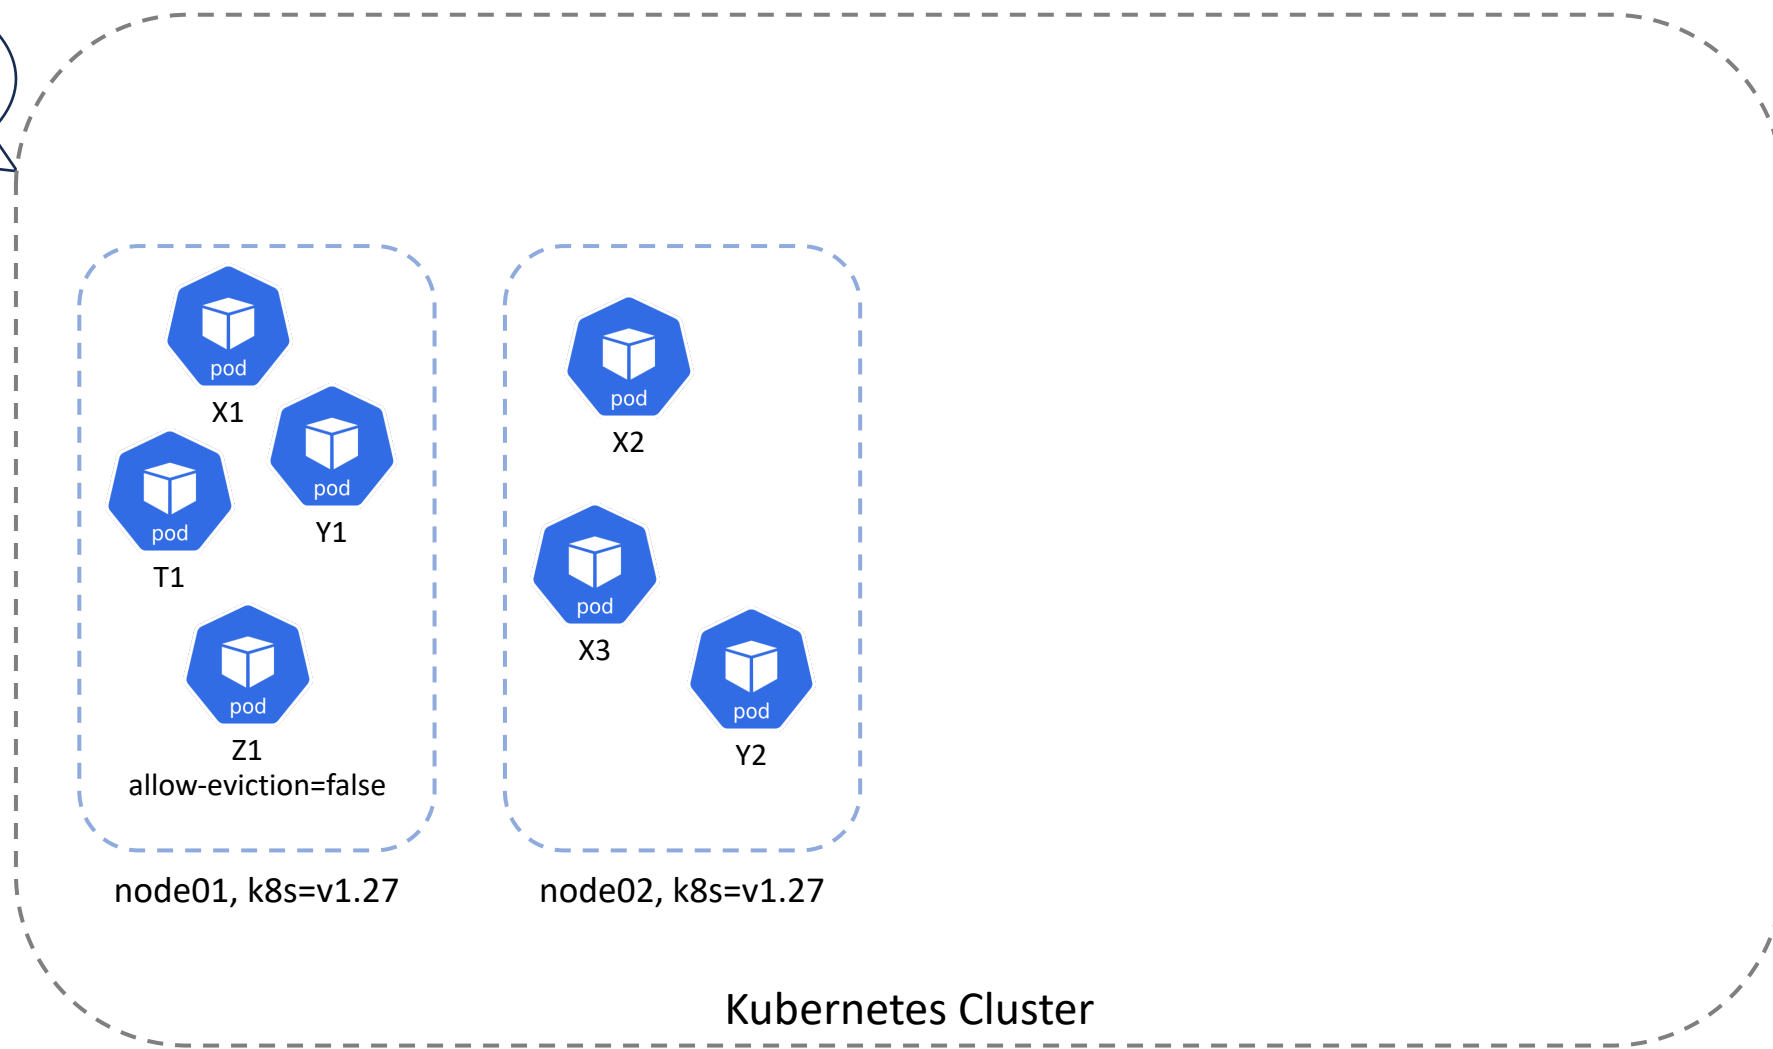 pod
X1
pod
Y1
pod
T1
pod
Z1
allow-eviction=false
node01, k8s=v1.27
pod
X2
pod
X3
pod
Y2
node02, k8s=v1.27
Kubernetes Cluster